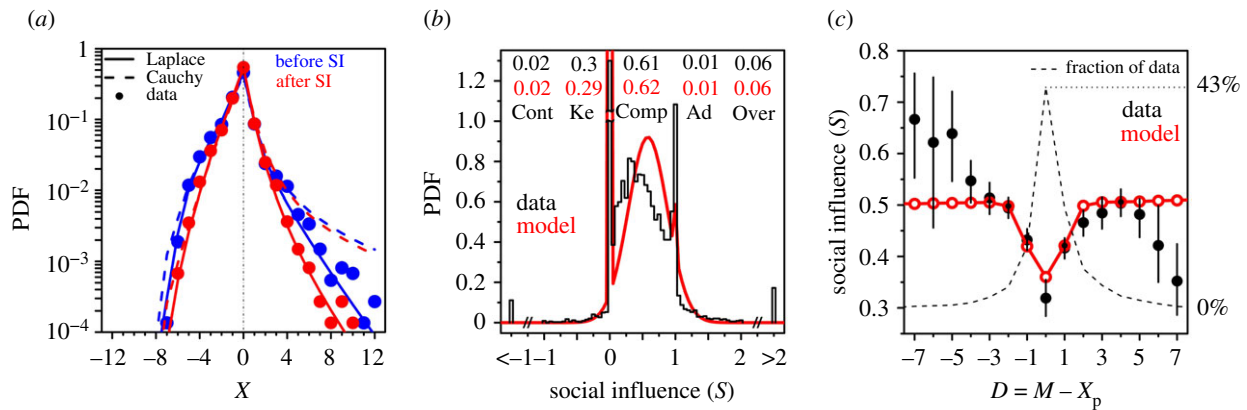 (a)
PDF
1
10−1
10−2
10−3
10−4
Laplace
Cauchy
data
before SI
after SI
−12 −8 −4 0 4 8 12
X
(b)
PDF
1.2
1.0
0.8
0.6
0.4
0.2
0
0.02 0.3 0.61 0.01 0.06
0.02 0.29 0.62 0.01 0.06
Cont Ke Comp Ad Over
data
model
<−1 −1 0 1 2 >2
social influence (S)
(c)
social influence (S)
0.8
0.7
0.6
0.5
0.4
0.3
fraction of data
43%
data
model
0%
−7 −5 −3 −1 1 3 5 7
D = M − Xp